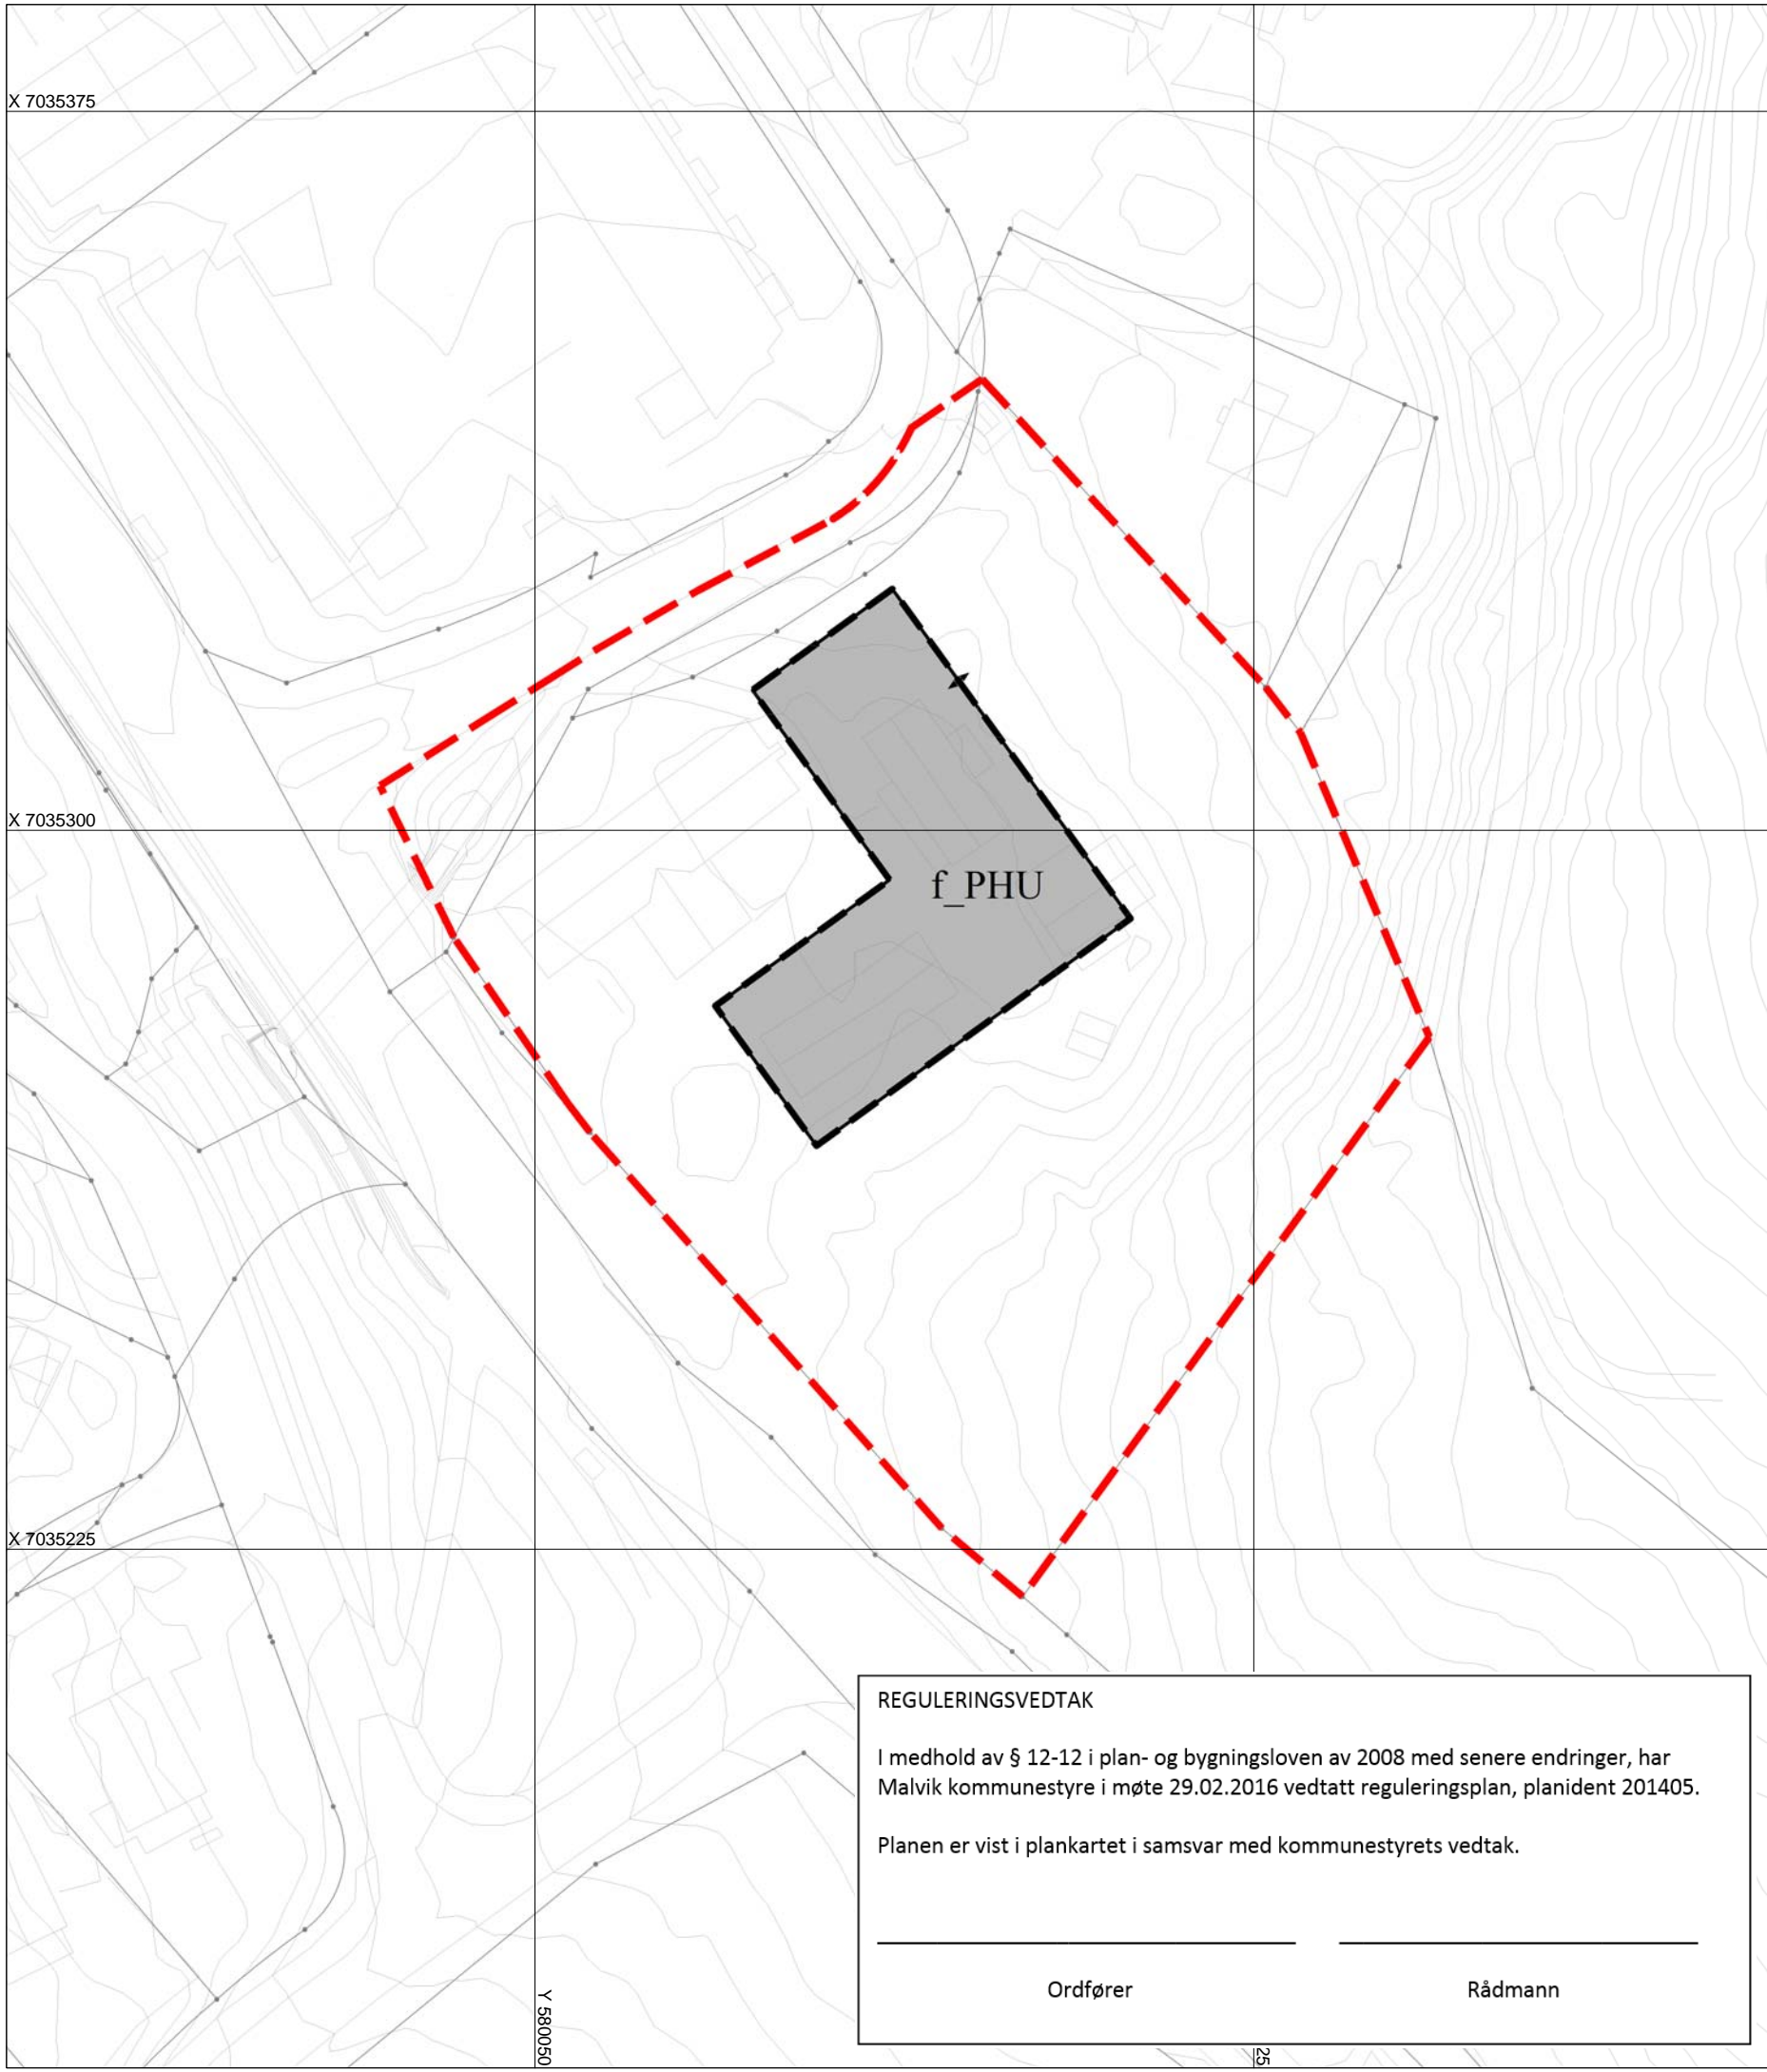 X 7035375
X 7035300
f_PHU
X 7035225
REGULERINGSVEDTAK
I medhold av § 12-12 i plan- og bygningsloven av 2008 med senere endringer, har
Malvik kommunestyre i møte 29.02.2016 vedtatt reguleringsplan, planident 201405.
Planen er vist i plankartet i samsvar med kommunestyrets vedtak.
Ordfører Rådmann
Y 580050
25